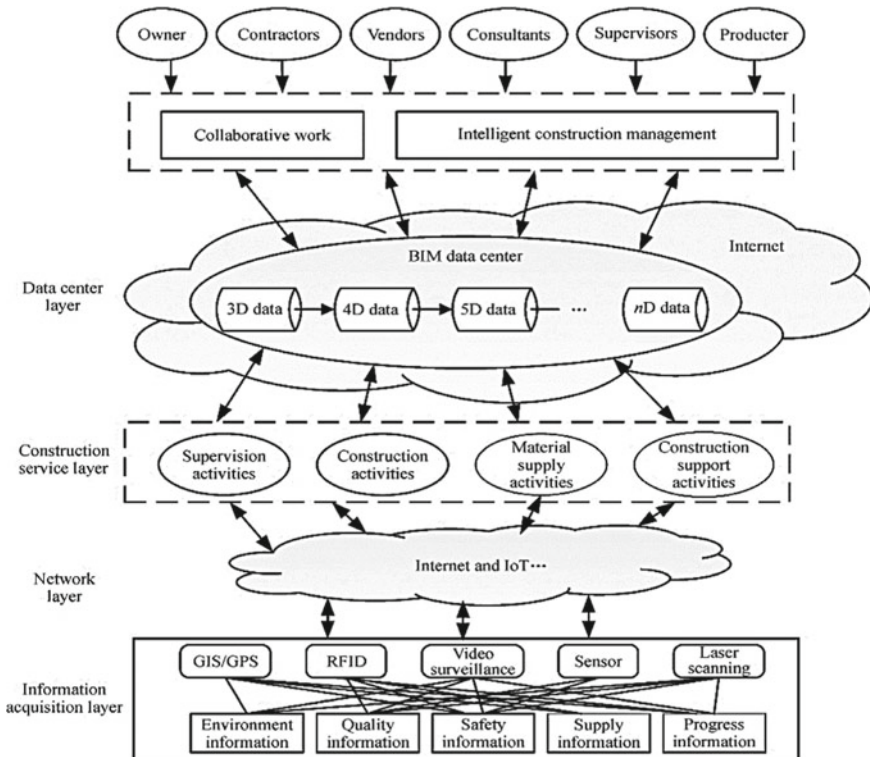 Owner
Contractors
Vendors
Consultants
Supervisors
Producter
Collaborative work
Intelligent construction management
Internet
BIM data center
Data center
layer
3D data
4D data
5D data
...
nD data
Construction
service layer
Supervision
activities
Construction
activities
Material
supply
activities
Construction
support
activities
Internet and IoT...
Network
layer
GIS/GPS
RFID
Video
surveillance
Sensor
Laser
scanning
Information
acquisition layer
Environment
information
Quality
information
Safety
information
Supply
information
Progress
information